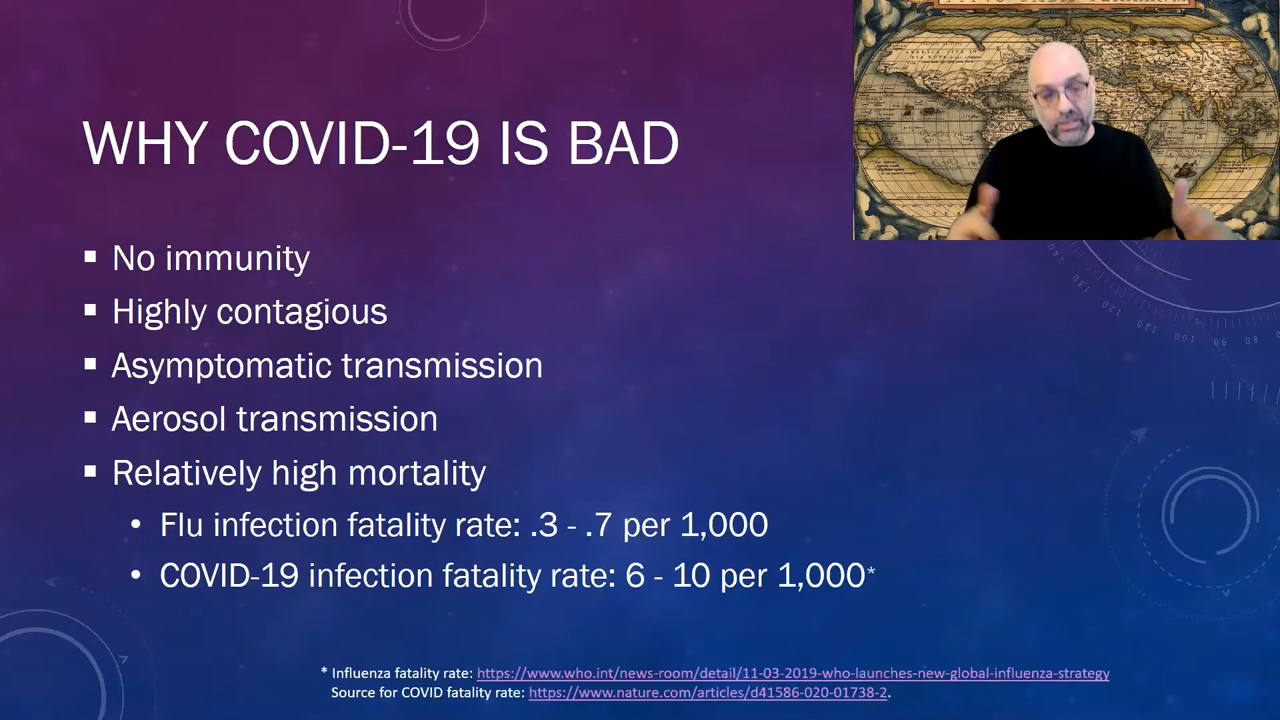 WHY COVID-19 IS BAD
▪ No immunity
▪ Highly contagious
▪ Asymptomatic transmission
▪ Aerosol transmission
▪ Relatively high mortality
• Flu infection fatality rate: .3 - .7 per 1,000
• COVID-19 infection fatality rate: 6 - 10 per 1,000*
* Influenza fatality rate: https://www.who.int/news-room/detail/11-03-2019-who-launches-new-global-influenza-strategy
Source for COVID fatality rate: https://www.nature.com/articles/d41586-020-01738-2.